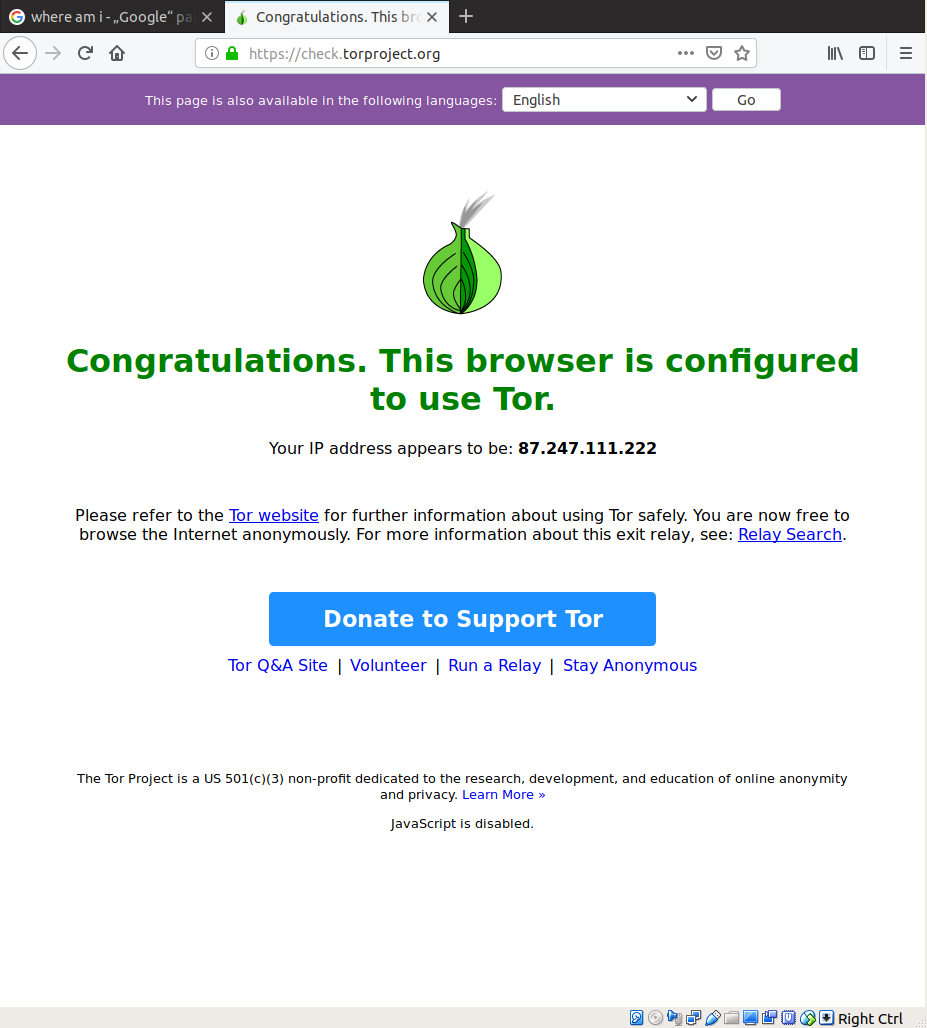 where am i - „Google“ pa
Congratulations. This bro
https://check.torproject.org
This page is also available in the following languages: English Go
Congratulations. This browser is configured
to use Tor.
Your IP address appears to be: 87.247.111.222
Please refer to the Tor website for further information about using Tor safely. You are now free to
browse the Internet anonymously. For more information about this exit relay, see: Relay Search.
Donate to Support Tor
Tor Q&A Site | Volunteer | Run a Relay | Stay Anonymous
The Tor Project is a US 501(c)(3) non-profit dedicated to the research, development, and education of online anonymity
and privacy. Learn More »
JavaScript is disabled.
Right Ctrl